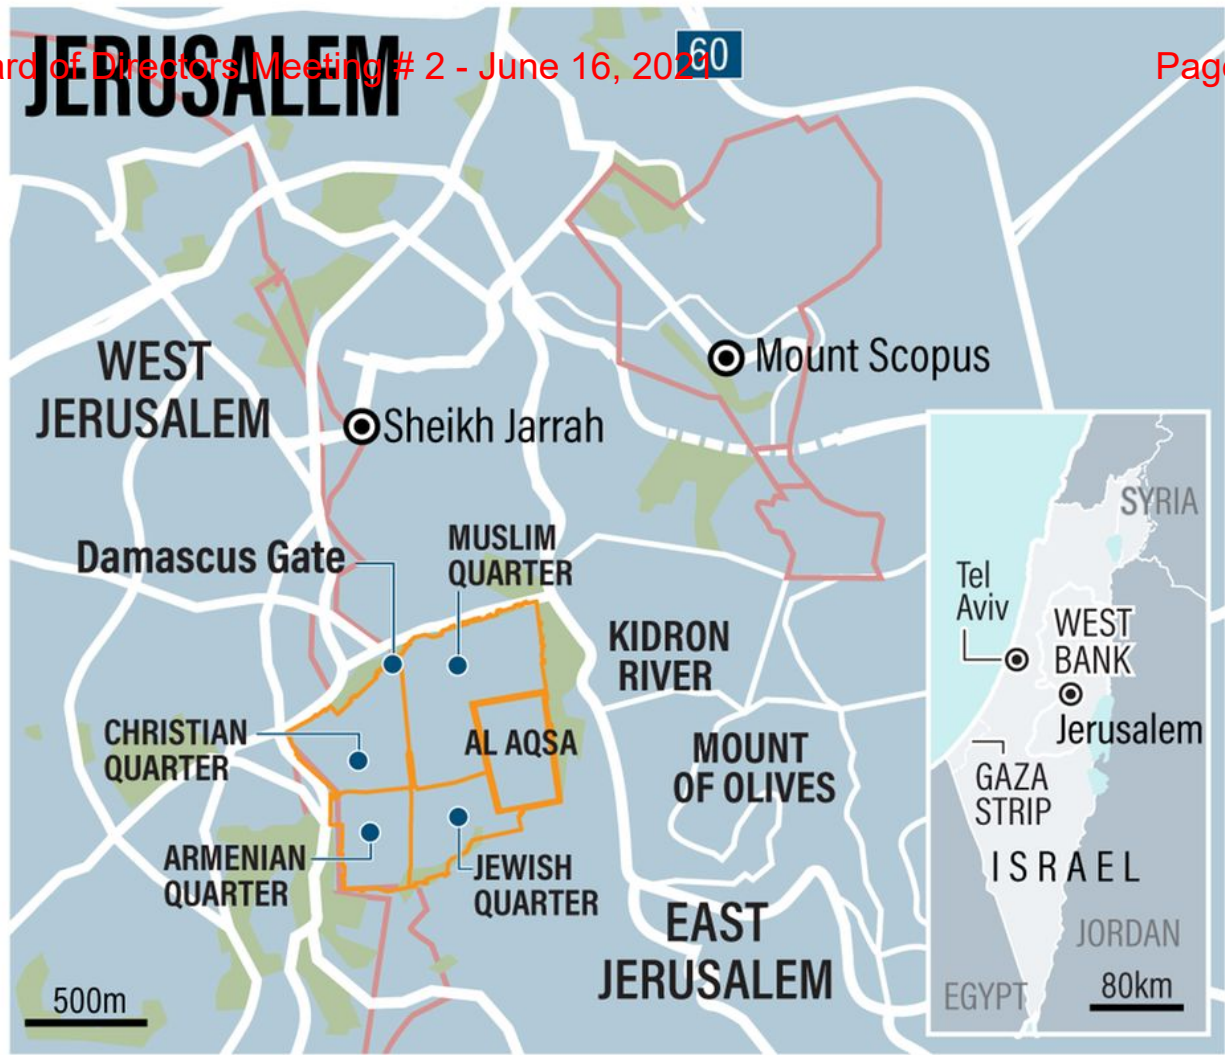 JERUSALEM
ard of Directors Meeting # 2 - June 16, 2021
Page
60
WEST
JERUSALEM
Mount Scopus
Sheikh Jarrah
Damascus Gate
MUSLIM
QUARTER
KIDRON
RIVER
CHRISTIAN
QUARTER
AL AQSA
MOUNT
OF OLIVES
ARMENIAN
QUARTER
JEWISH
QUARTER
EAST
JERUSALEM
500m
SYRIA
Tel
Aviv
WEST
BANK
Jerusalem
GAZA
STRIP
ISRAEL
JORDAN
EGYPT
80km